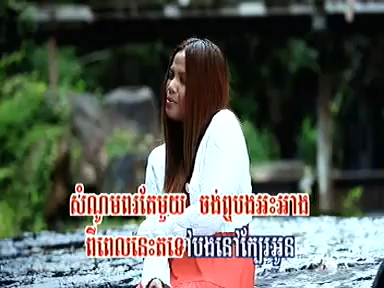 សំណូមពរតែមួយ ចង់ឮបងអះអាង
ពីពេលនេះតទៅបងនៅក្បែរអូន